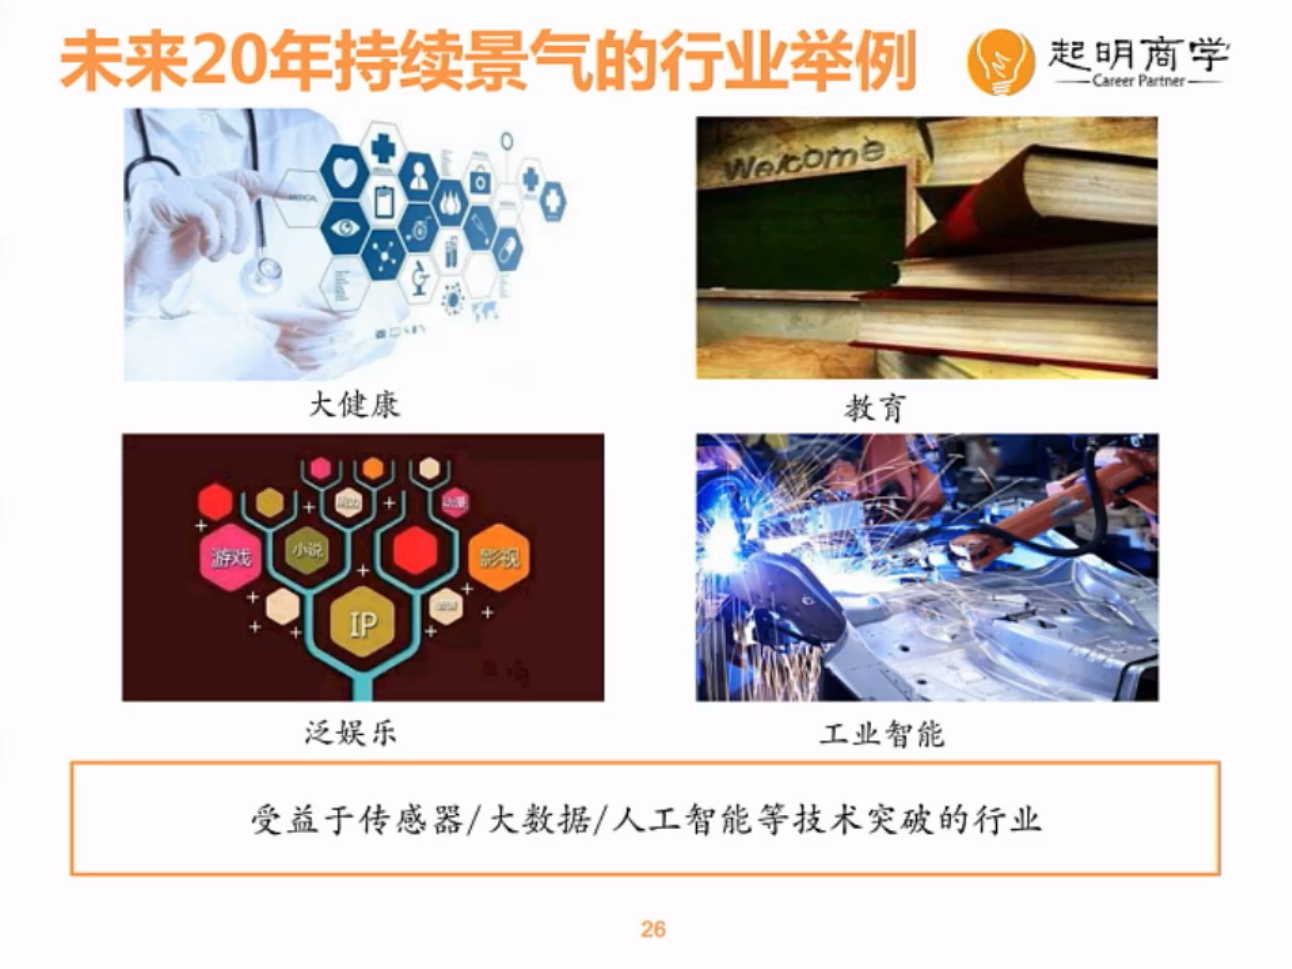 未来20年持续景气的行业举例
起明商学
Career Partner
MEDICAL
Welcome
大健康
教育
游戏
小说
影视
IP
泛娱乐
工业智能
受益于传感器/大数据/人工智能等技术突破的行业
26